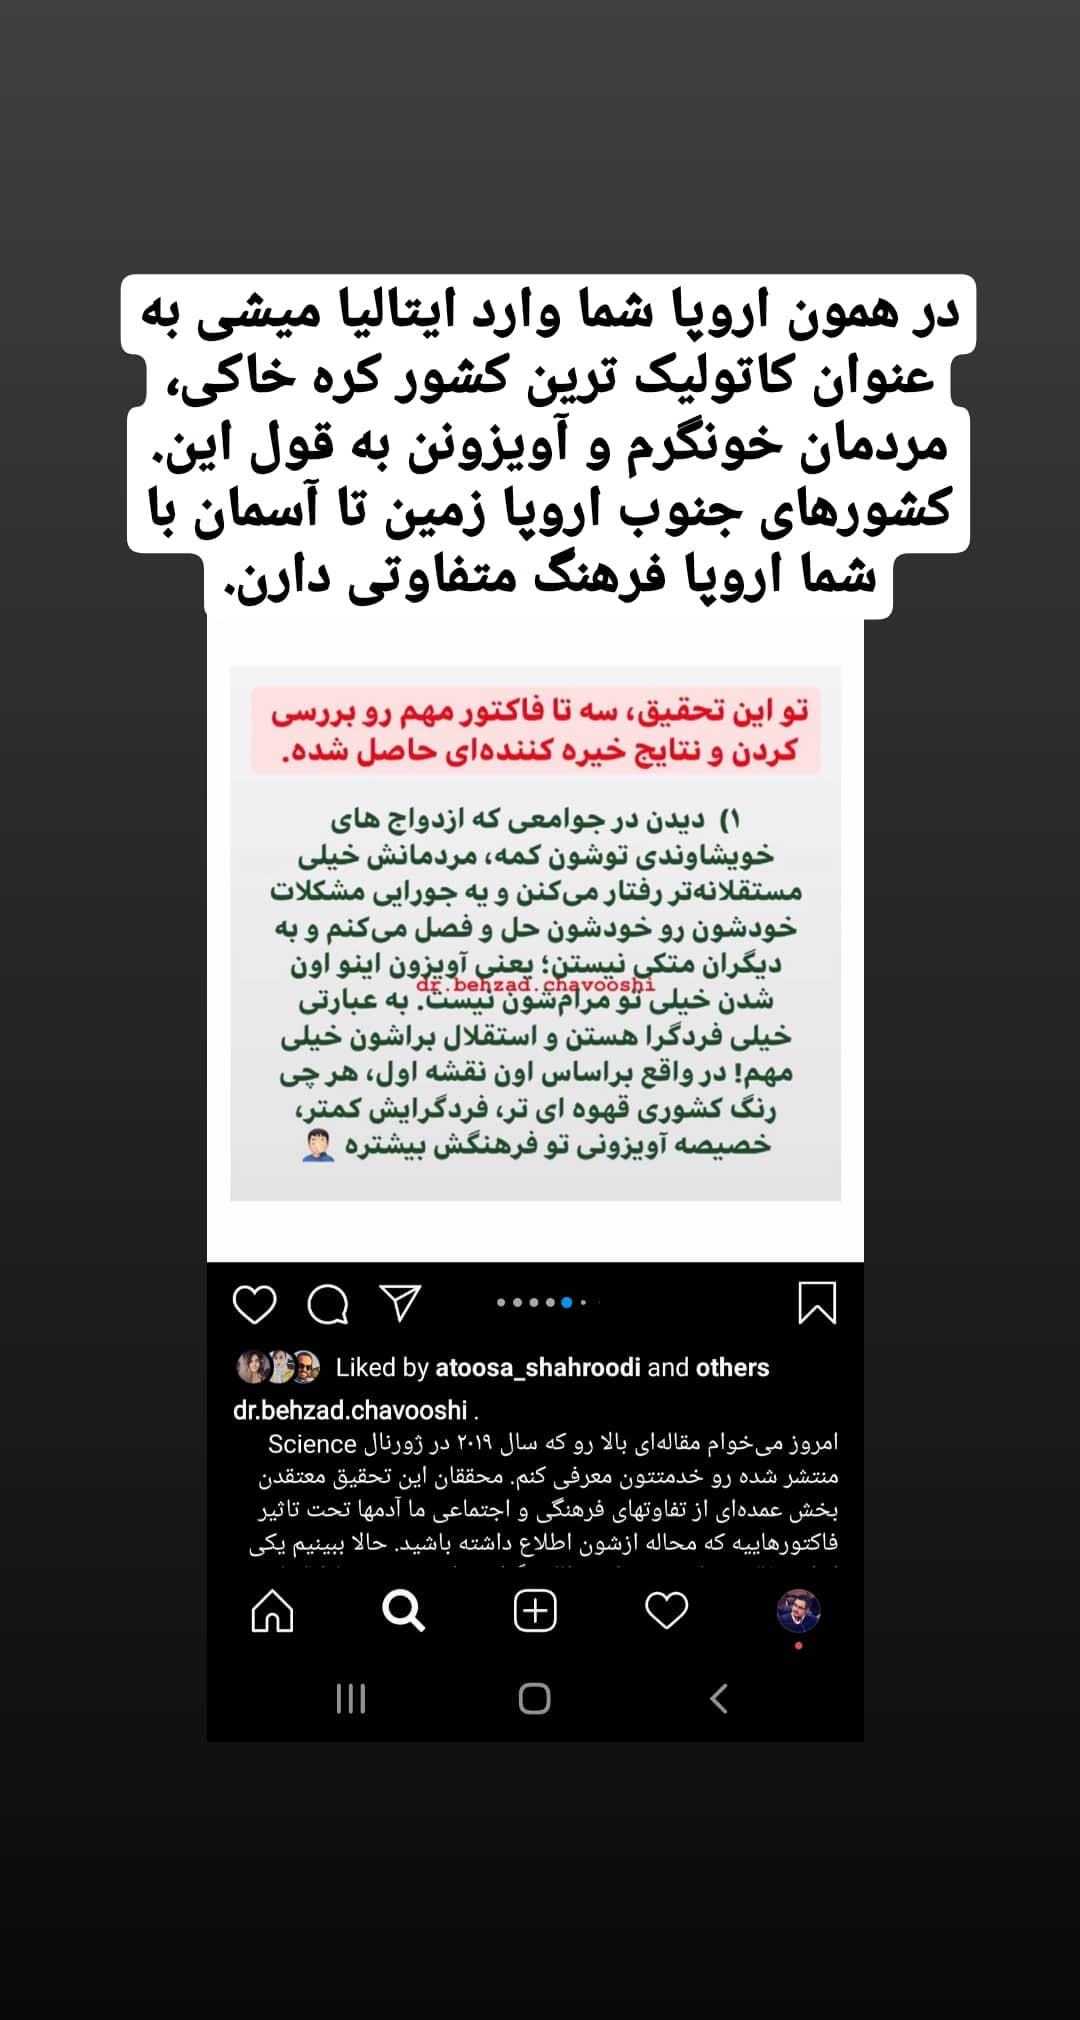 در همون اروپا شما وارد ایتالیا میشی به
عنوان کاتولیک ترین کشور کره خاکی،
مردمان خونگرم و آویزونن به قول این.
کشورهای جنوب اروپا زمین تا آسمان با
شما اروپا فرهنگ متفاوتی دارن.
تو این تحقیق، سه تا فاکتور مهم رو بررسی
کردن و نتایج خیره کننده‌ای حاصل شده.
۱) دیدن در جوامعی که ازدواج های
خویشاوندی توشون کمه، مردمانش خیلی
مستقلانه‌تر رفتار می‌کنن و یه جورایی مشکلات
خودشون رو خودشون حل و فصل می‌کنم و به
دیگران متکی نیستن؛ یعنی آویزون اینو اون
dr.behzad.chavooshi
شدن خیلی تو مرام‌شون نیست. به عبارتی
خیلی فردگرا هستن و استقلال براشون خیلی
مهم! در واقع براساس اون نقشه اول، هر چی
رنگ کشوری قهوه ای تر، فردگرایش کمتر،
خصیصه آویزونی تو فرهنگش بیشتره 🤦🏻‍♂️
Liked by atoosa_shahroodi and others
dr.behzad.chavooshi .
امروز می‌خوام مقاله‌ای بالا رو که سال ۲۰۱۹ در ژورنال Science
منتشر شده رو خدمتتون معرفی کنم. محققان این تحقیق معتقدن
بخش عمده‌ای از تفاوتهای فرهنگی و اجتماعی ما آدمها تحت تاثیر
فاکتورهاییه که محاله ازشون اطلاع داشته باشید. حالا ببینیم یکی